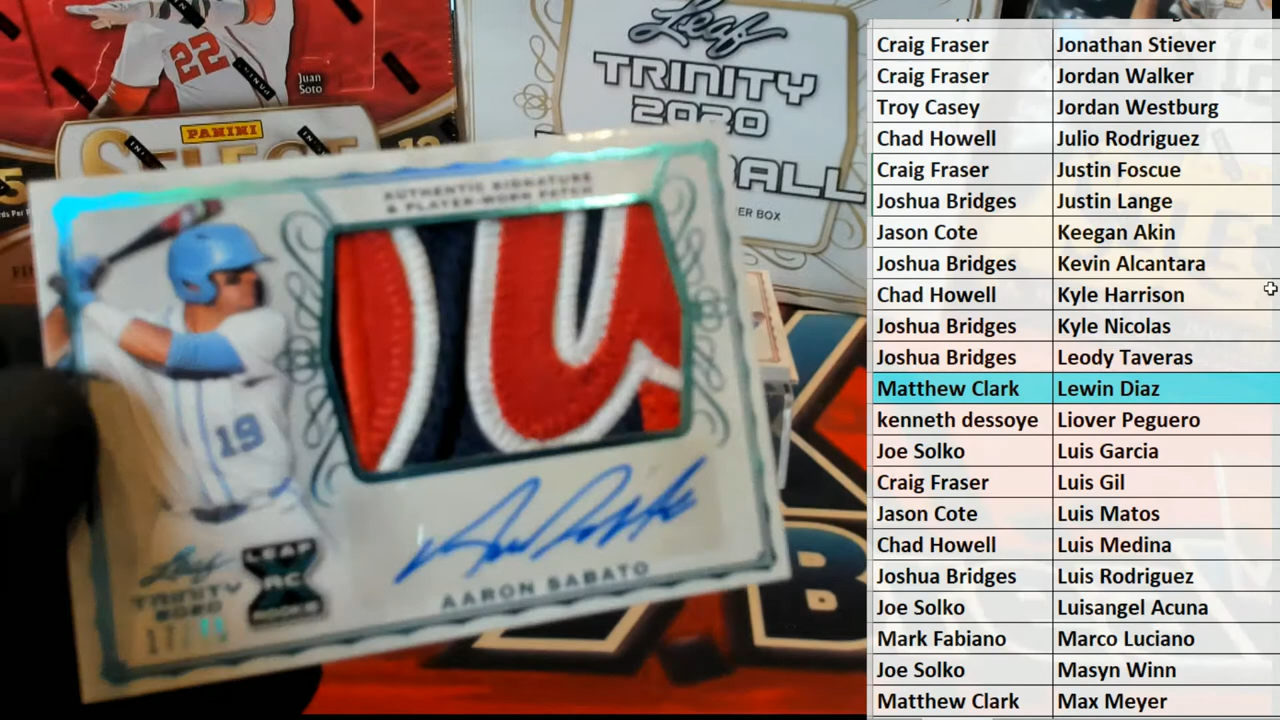 22
Juan
Soto
PANINI
SELECT
Leaf
TRINITY
2020
BALL
ER BOX
AUTHENTIC SIGNATURE
& PLAYER-WORN PATCH
19
Leaf
TRINITY
2020
LEAF
X
RC
ROOKIE
AARON SABATO
B
Craig Fraser Jonathan Stiever
Craig Fraser Jordan Walker
Troy Casey Jordan Westburg
Chad Howell Julio Rodriguez
Craig Fraser Justin Foscue
Joshua Bridges Justin Lange
Jason Cote Keegan Akin
Joshua Bridges Kevin Alcantara
Chad Howell Kyle Harrison
Joshua Bridges Kyle Nicolas
Joshua Bridges Leody Taveras
Matthew Clark Lewin Diaz
kenneth dessoye Liover Peguero
Joe Solko Luis Garcia
Craig Fraser Luis Gil
Jason Cote Luis Matos
Chad Howell Luis Medina
Joshua Bridges Luis Rodriguez
Joe Solko Luisangel Acuna
Mark Fabiano Marco Luciano
Joe Solko Masyn Winn
Matthew Clark Max Meyer